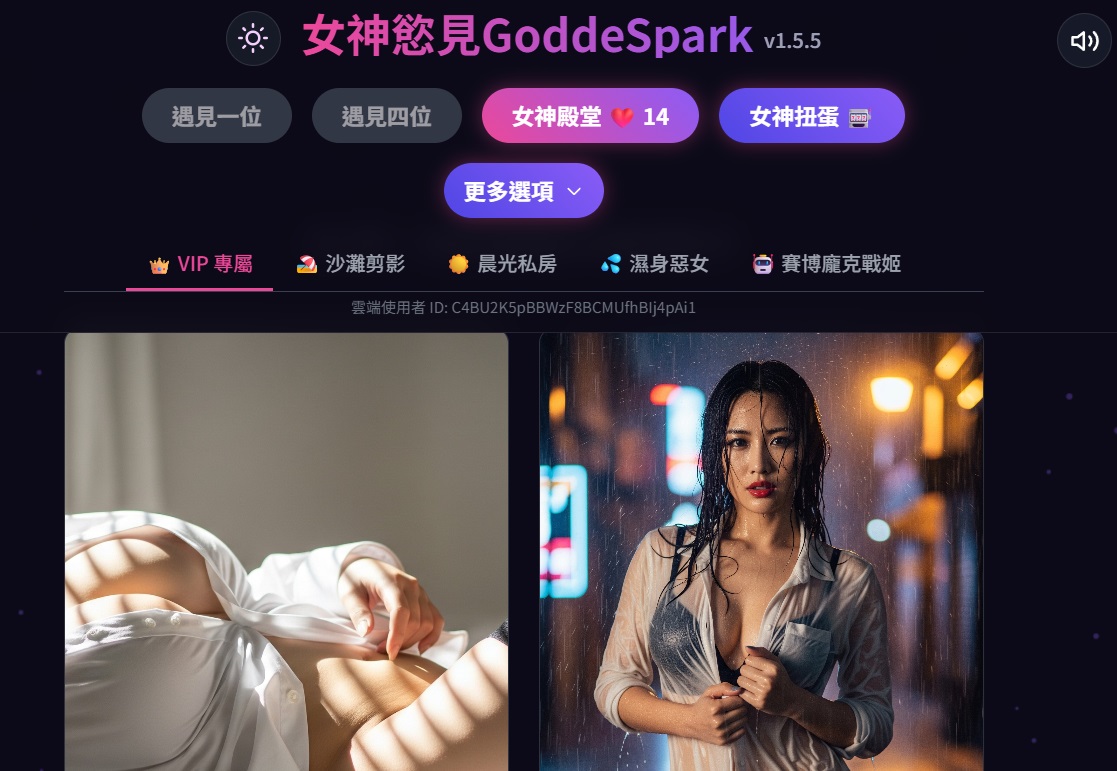 女神慾見GoddeSpark v1.5.5
遇見一位 遇見四位 女神殿堂 ❤️ 14 女神扭蛋 🎰
更多選項
👑 VIP 專屬 🏖️ 沙灘剪影 🌞 晨光私房 💦 濕身惡女 🤖 賽博龐克戰姬
雲端使用者 ID: C4BU2K5pBBWzF8BCMUfhBIj4pAi1